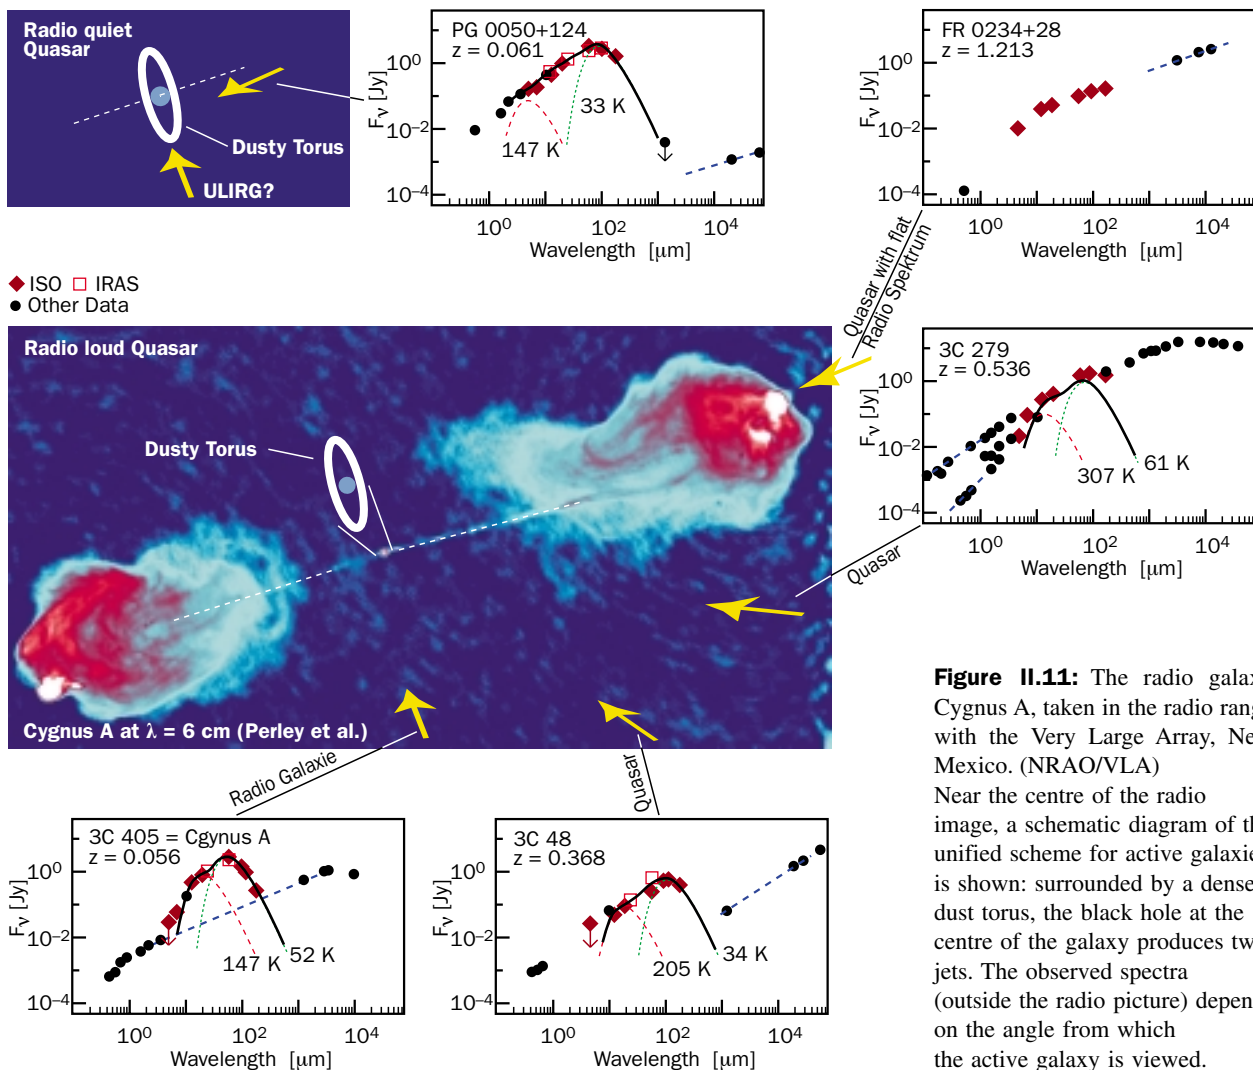 Radio quiet
Quasar
Dusty Torus
ULIRG?
PG 0050+124
z = 0.061
33 K
147 K
Fν [Jy]
10⁰
10⁻²
10⁻⁴
10⁰ 10² 10⁴
Wavelength [μm]
FR 0234+28
z = 1.213
Fν [Jy]
10⁰
10⁻²
10⁻⁴
10⁰ 10² 10⁴
Wavelength [μm]
ISO IRAS
Other Data
Quasar with flat
Radio Spektrum
Radio loud Quasar
Dusty Torus
Cygnus A at λ = 6 cm (Perley et al.)
3C 279
z = 0.536
307 K
61 K
Fν [Jy]
10⁰
10⁻²
10⁻⁴
10⁰ 10² 10⁴
Wavelength [μm]
Quasar
Radio Galaxie
Quasar
3C 405 = Cgynus A
z = 0.056
147 K
52 K
Fν [Jy]
10⁰
10⁻²
10⁻⁴
10⁰ 10² 10⁴
Wavelength [μm]
3C 48
z = 0.368
205 K
34 K
Fν [Jy]
10⁰
10⁻²
10⁻⁴
10⁰ 10² 10⁴
Wavelength [μm]
Figure II.11: The radio galax
Cygnus A, taken in the radio rang
with the Very Large Array, Ne
Mexico. (NRAO/VLA)
Near the centre of the radio
image, a schematic diagram of th
unified scheme for active galaxie
is shown: surrounded by a dense
dust torus, the black hole at the
centre of the galaxy produces tw
jets. The observed spectra
(outside the radio picture) depen
on the angle from which
the active galaxy is viewed.